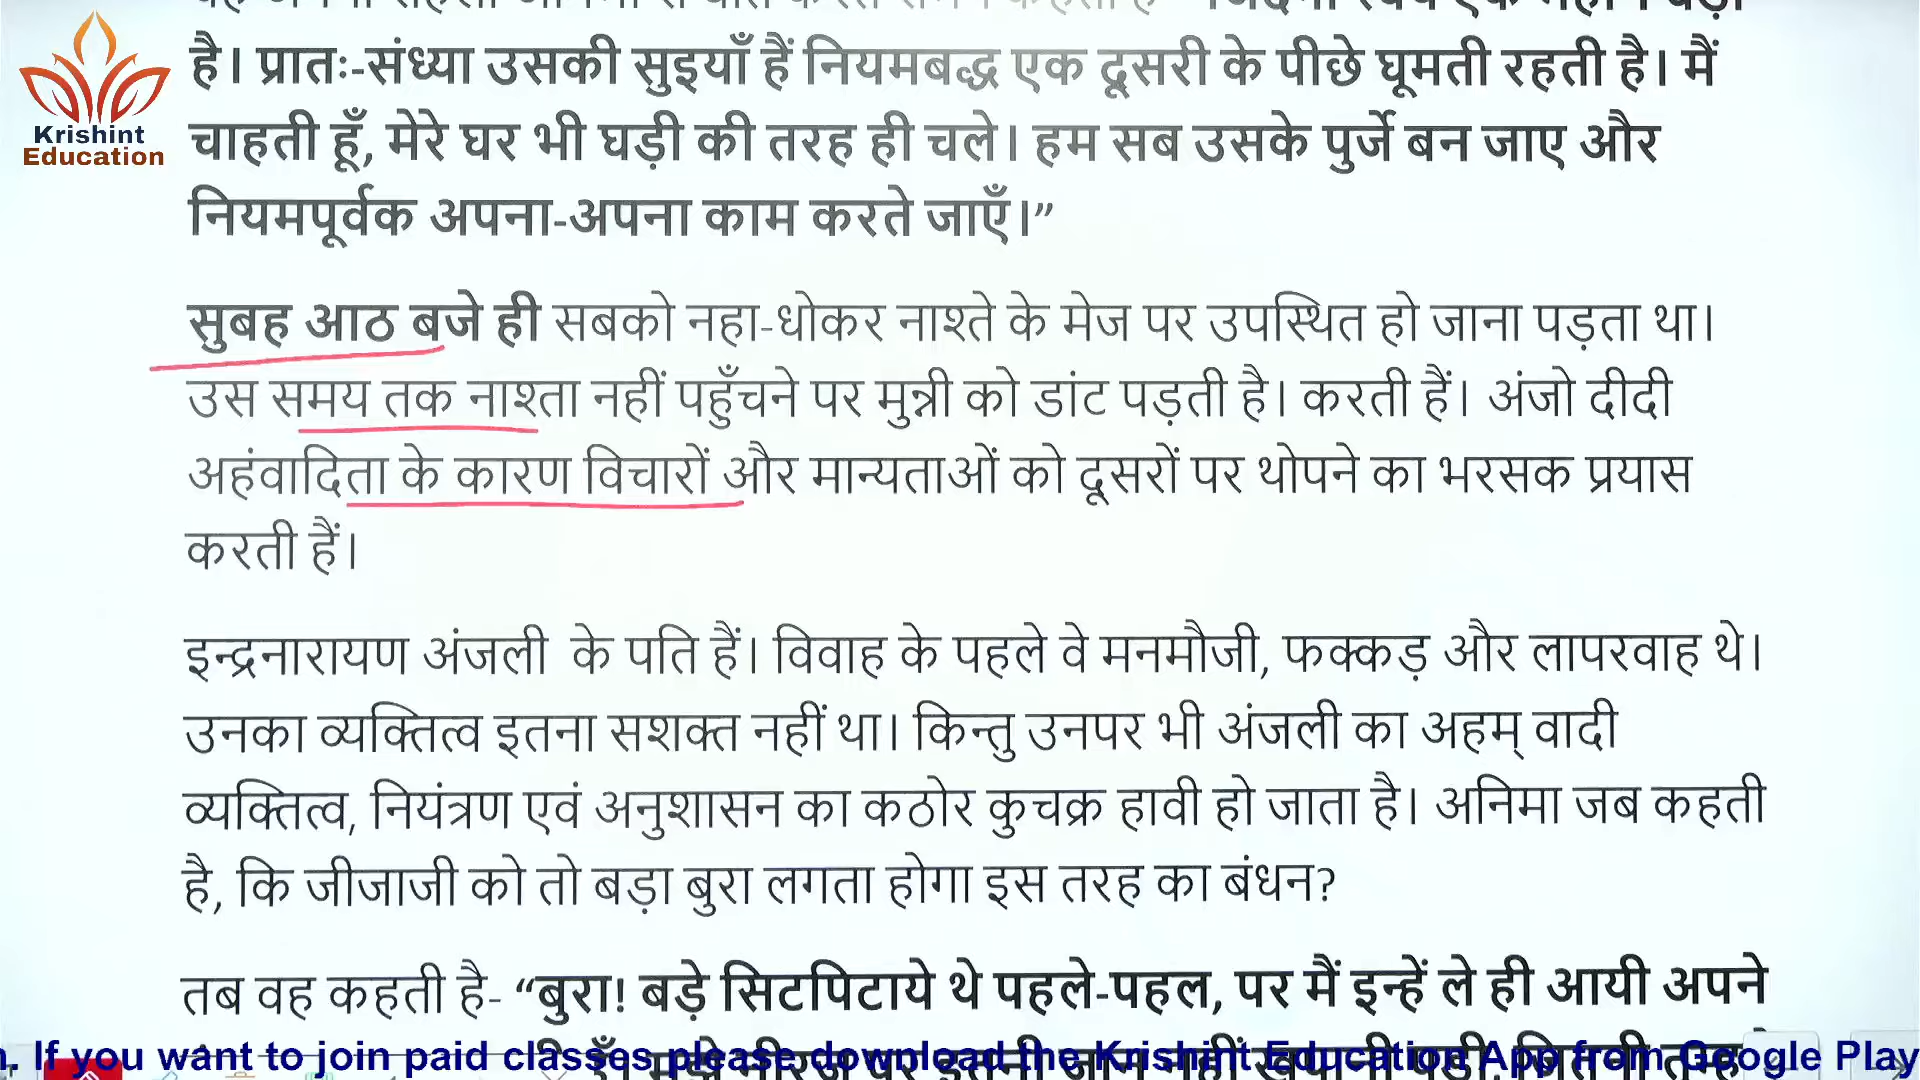 है। प्रातः-संध्या उसकी सुइयाँ हैं नियमबद्ध एक दूसरी के पीछे घूमती रहती है। मैं
चाहती हूँ, मेरे घर भी घड़ी की तरह ही चले। हम सब उसके पुर्जे बन जाए और
नियमपूर्वक अपना-अपना काम करते जाएँ।”
सुबह आठ बजे ही सबको नहा-धोकर नाश्ते के मेज पर उपस्थित हो जाना पड़ता था।
उस समय तक नाश्ता नहीं पहुँचने पर मुन्नी को डांट पड़ती है। करती हैं। अंजो दीदी
अहंवादिता के कारण विचारों और मान्यताओं को दूसरों पर थोपने का भरसक प्रयास
करती हैं।
इन्द्रनारायण अंजली के पति हैं। विवाह के पहले वे मनमौजी, फक्कड़ और लापरवाह थे।
उनका व्यक्तित्व इतना सशक्त नहीं था। किन्तु उनपर भी अंजली का अहम् वादी
व्यक्तित्व, नियंत्रण एवं अनुशासन का कठोर कुचक्र हावी हो जाता है। अनिमा जब कहती
है, कि जीजाजी को तो बड़ा बुरा लगता होगा इस तरह का बंधन?
तब वह कहती है- “बुरा! बड़े सिटपिटाये थे पहले-पहल, पर मैं इन्हें ले ही आयी अपने
Krishint
Education
. If you want to join paid classes please download the Krishint Education App from Google Play